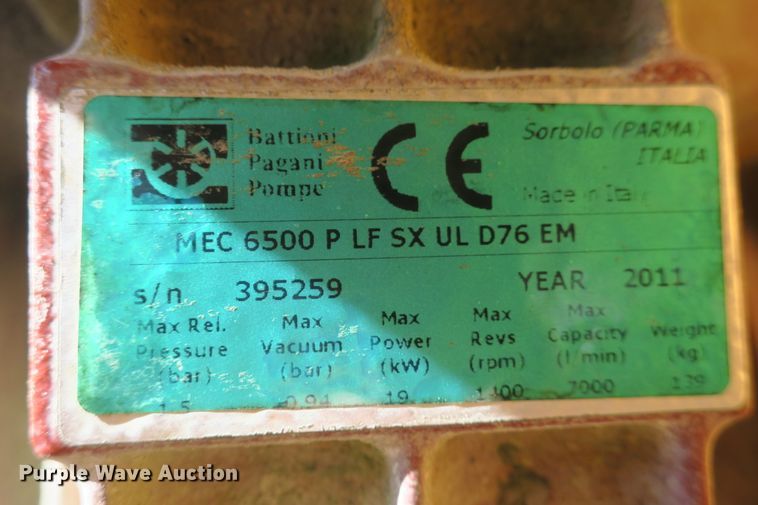 Battioni
Pagani
Pompe
CE
Sorbolo (PARMA)
ITALIA
Made in Italy
MEC 6500 P LF SX UL D76 EM
s/n 395259 YEAR 2011
Max Rel. Max Max Max Max Weight
Pressure Vacuum Power Revs Capacity (kg)
(bar) (bar) (kW) (rpm) (l/min)
1.5 -0.94 19 1400 7000
Purple Wave Auction